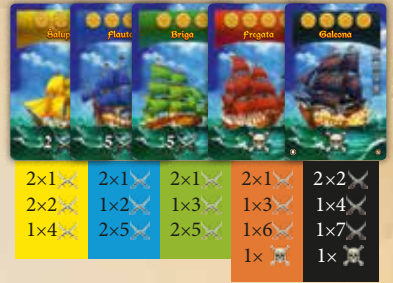 Salup
Flauta
Briga
Fregata
Galeona
2
5
5
2×1 2×1 2×1 2×1 2×2
2×2 1×2 1×3 1×3 1×4
1×4 2×5 2×5 1×6 1×7
1× 1×